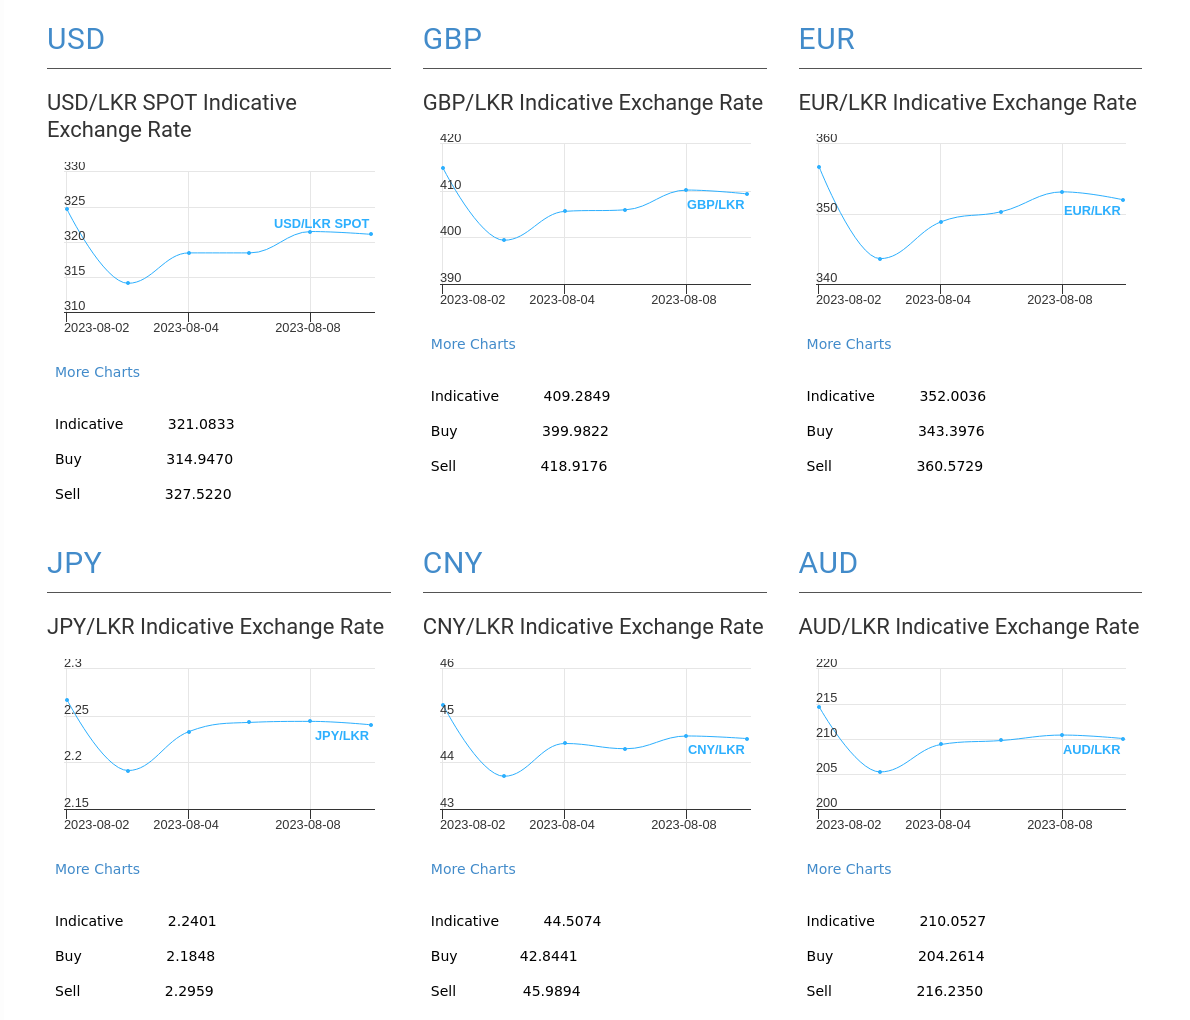 USD
USD/LKR SPOT Indicative
Exchange Rate
330
325
320
315
310
USD/LKR SPOT
2023-08-02 2023-08-04 2023-08-08
More Charts
Indicative 321.0833
Buy 314.9470
Sell 327.5220
GBP
GBP/LKR Indicative Exchange Rate
420
410
400
390
GBP/LKR
2023-08-02 2023-08-04 2023-08-08
More Charts
Indicative 409.2849
Buy 399.9822
Sell 418.9176
EUR
EUR/LKR Indicative Exchange Rate
360
350
340
EUR/LKR
2023-08-02 2023-08-04 2023-08-08
More Charts
Indicative 352.0036
Buy 343.3976
Sell 360.5729
JPY
JPY/LKR Indicative Exchange Rate
2.3
2.25
2.2
2.15
JPY/LKR
2023-08-02 2023-08-04 2023-08-08
More Charts
Indicative 2.2401
Buy 2.1848
Sell 2.2959
CNY
CNY/LKR Indicative Exchange Rate
46
45
44
43
CNY/LKR
2023-08-02 2023-08-04 2023-08-08
More Charts
Indicative 44.5074
Buy 42.8441
Sell 45.9894
AUD
AUD/LKR Indicative Exchange Rate
220
215
210
205
200
AUD/LKR
2023-08-02 2023-08-04 2023-08-08
More Charts
Indicative 210.0527
Buy 204.2614
Sell 216.2350